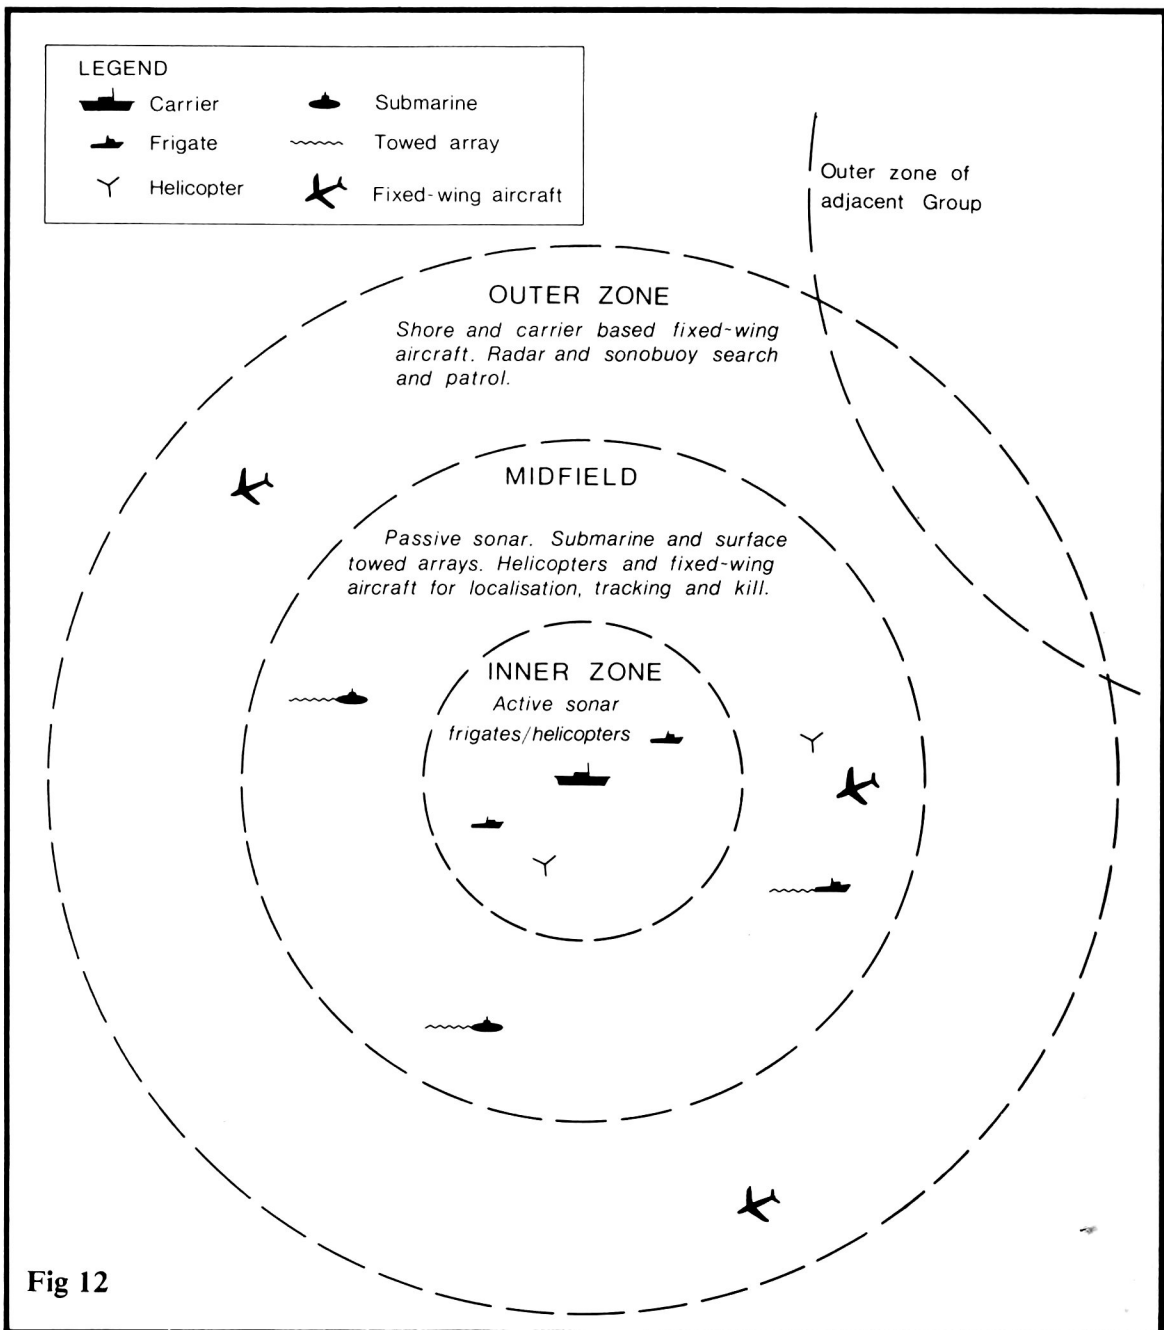 LEGEND
Carrier
Submarine
Frigate
Towed array
Helicopter
Fixed-wing aircraft
Outer zone of
adjacent Group
OUTER ZONE
Shore and carrier based fixed-wing
aircraft. Radar and sonobuoy search
and patrol.
MIDFIELD
Passive sonar. Submarine and surface
towed arrays. Helicopters and fixed-wing
aircraft for localisation, tracking and kill.
INNER ZONE
Active sonar
frigates/helicopters
Fig 12